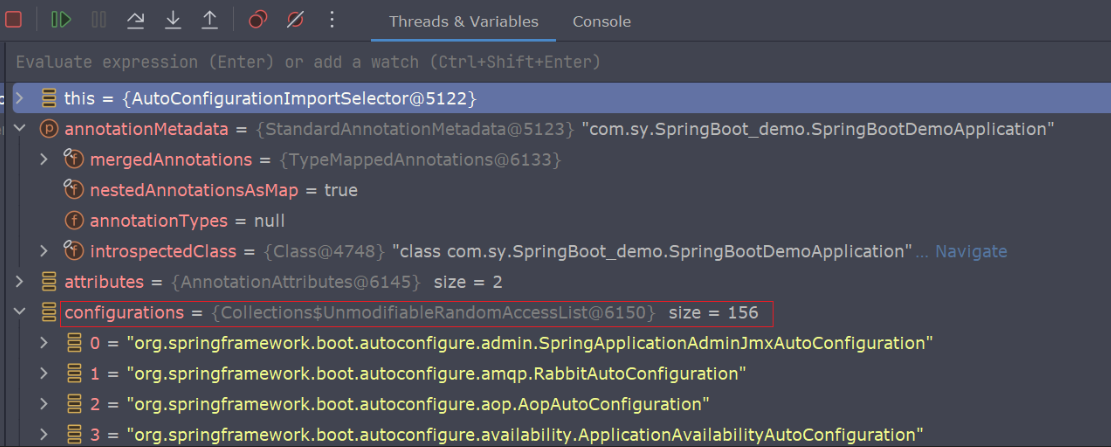 Threads & Variables Console
Evaluate expression (Enter) or add a watch (Ctrl+Shift+Enter)
this = {AutoConfigurationImportSelector@5122}
annotationMetadata = {StandardAnnotationMetadata@5123} "com.sy.SpringBoot_demo.SpringBootDemoApplication"
mergedAnnotations = {TypeMappedAnnotations@6133}
nestedAnnotationsAsMap = true
annotationTypes = null
introspectedClass = {Class@4748} "class com.sy.SpringBoot_demo.SpringBootDemoApplication"... Navigate
attributes = {AnnotationAttributes@6145} size = 2
configurations = {Collections$UnmodifiableRandomAccessList@6150} size = 156
0 = "org.springframework.boot.autoconfigure.admin.SpringApplicationAdminJmxAutoConfiguration"
1 = "org.springframework.boot.autoconfigure.amqp.RabbitAutoConfiguration"
2 = "org.springframework.boot.autoconfigure.aop.AopAutoConfiguration"
3 = "org.springframework.boot.autoconfigure.availability.ApplicationAvailabilityAutoConfiguration"